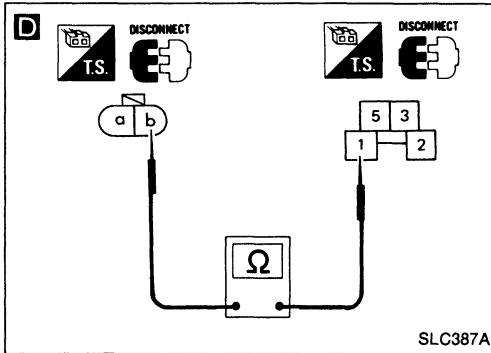 D
DISCONNECT
T.S.
DISCONNECT
T.S.
a b
5 3
1 2
Ω
SLC387A